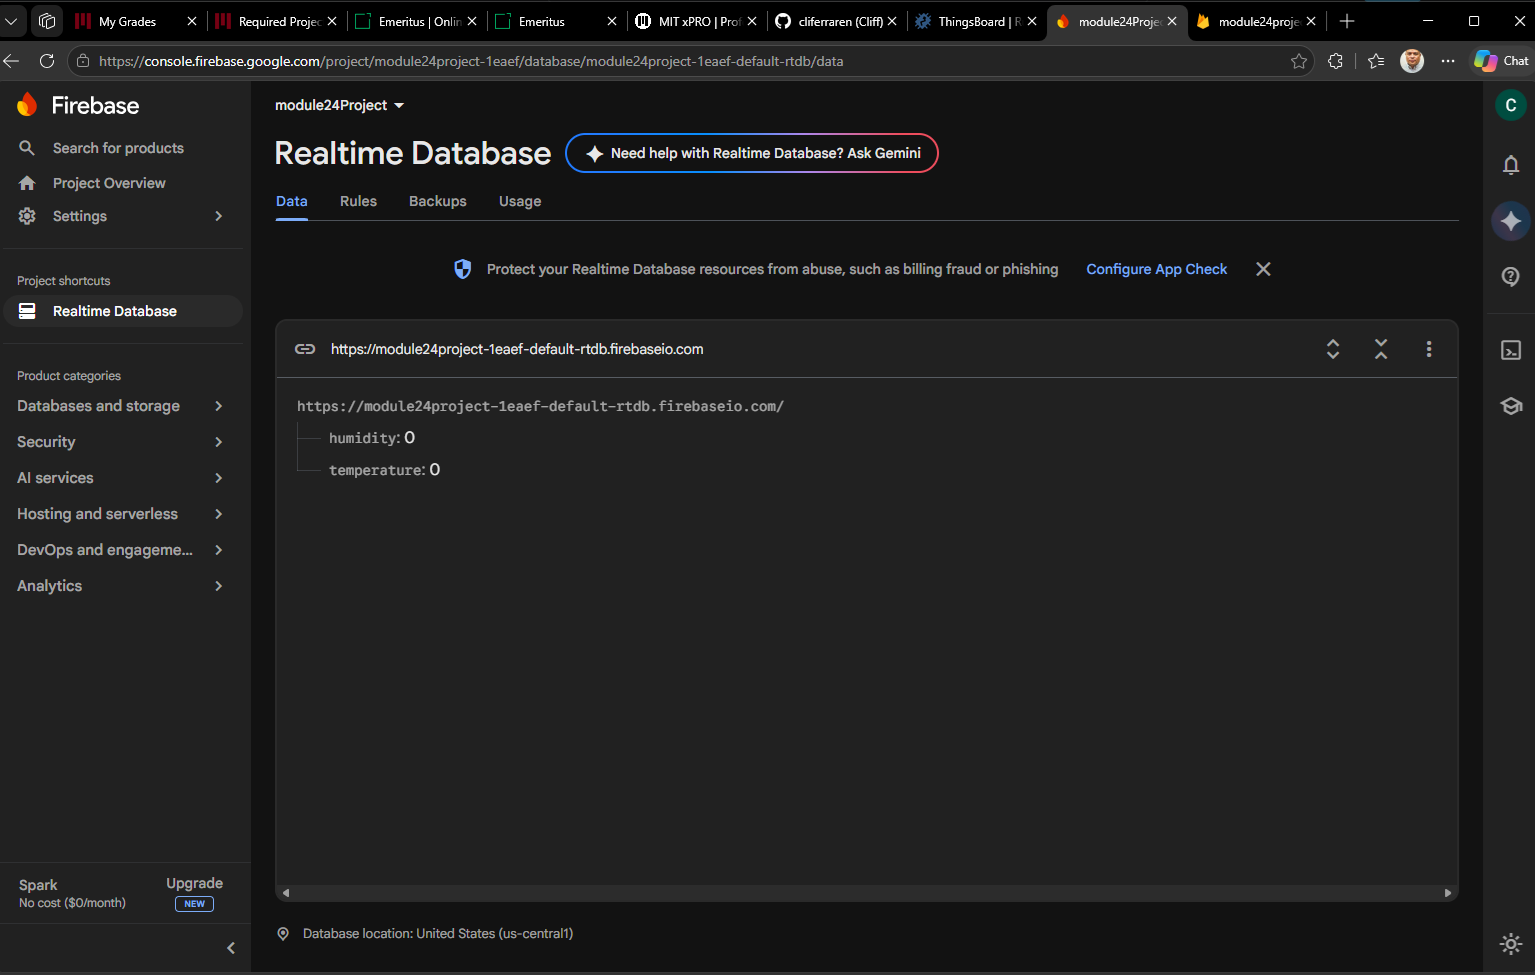 My Grades
Required Projec
Emeritus | Onlin
Emeritus
MIT xPRO | Prof
cliferraren (Cliff)
ThingsBoard | R
module24Projec
module24projec
https://console.firebase.google.com/project/module24project-1eaef/database/module24project-1eaef-default-rtdb/data
Chat
Firebase
Search for products
Project Overview
Settings
Project shortcuts
Realtime Database
Product categories
Databases and storage
Security
AI services
Hosting and serverless
DevOps and engageme...
Analytics
Spark
No cost ($0/month)
Upgrade
NEW
module24Project
Realtime Database
Need help with Realtime Database? Ask Gemini
Data
Rules
Backups
Usage
Protect your Realtime Database resources from abuse, such as billing fraud or phishing
Configure App Check
https://module24project-1eaef-default-rtdb.firebaseio.com
https://module24project-1eaef-default-rtdb.firebaseio.com/
humidity: 0
temperature: 0
Database location: United States (us-central1)
C